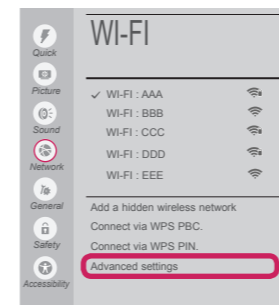 WI-FI
Quick
Picture
Sound
Network
General
Safety
Accessibility
WI-FI : AAA
WI-FI : BBB
WI-FI : CCC
WI-FI : DDD
WI-FI : EEE
Add a hidden wireless network
Connect via WPS PBC.
Connect via WPS PIN.
Advanced settings